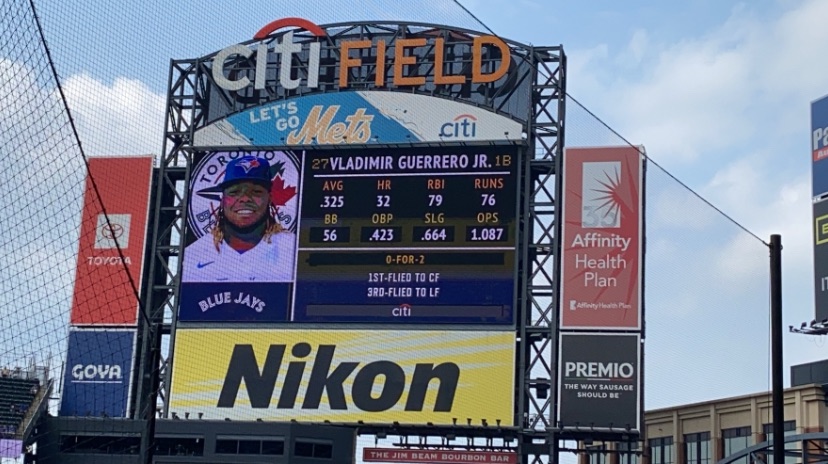 citi FIELD
LET'S GO Mets
citi
TORONTO
27 VLADIMIR GUERRERO JR. 1B
AVG HR RBI RUNS
.325 32 79 76
BB OBP SLG OPS
56 .423 .664 1.087
0-FOR-2
1ST-FLIED TO CF
3RD-FLIED TO LF
BLUE JAYS
citi
TOYOTA
GOYA
Nikon
Affinity
Health
Plan
Affinity Health Plan
PREMIO
THE WAY SAUSAGE
SHOULD BE.
THE JIM BEAM BOURBON BAR